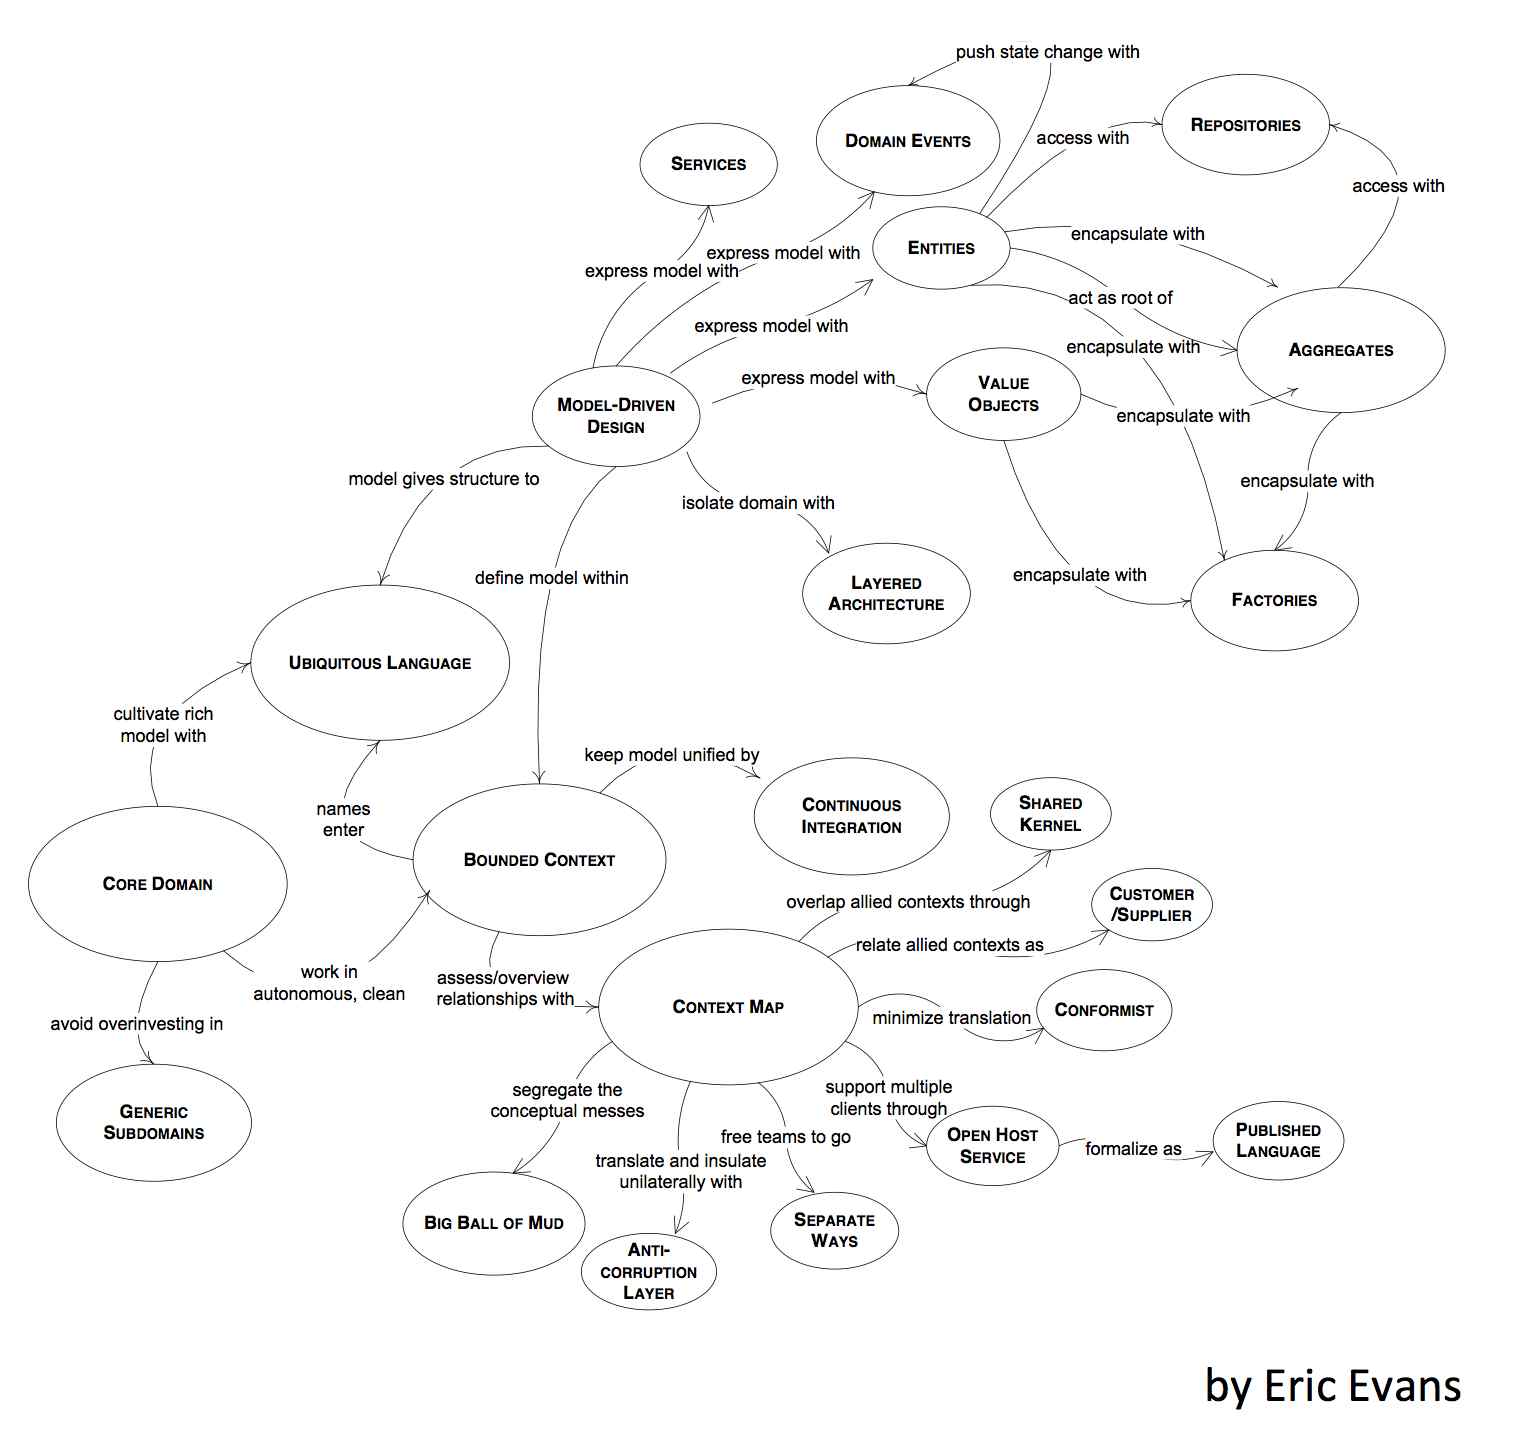 push state change with
DOMAIN EVENTS
REPOSITORIES
access with
SERVICES
access with
encapsulate with
ENTITIES
express model with
express model with
act as root of
express model with
encapsulate with
AGGREGATES
express model with
VALUE
OBJECTS
encapsulate with
MODEL-DRIVEN
DESIGN
model gives structure to
isolate domain with
encapsulate with
define model within
encapsulate with
LAYERED
ARCHITECTURE
FACTORIES
UBIQUITOUS LANGUAGE
cultivate rich
model with
keep model unified by
names
enter
CONTINUOUS
INTEGRATION
SHARED
KERNEL
BOUNDED CONTEXT
CORE DOMAIN
overlap allied contexts through
CUSTOMER
/SUPPLIER
relate allied contexts as
work in
autonomous, clean
assess/overview
relationships with
CONTEXT MAP
minimize translation
CONFORMIST
avoid overinvesting in
segregate the
conceptual messes
support multiple
clients through
GENERIC
SUBDOMAINS
free teams to go
OPEN HOST
SERVICE
formalize as
PUBLISHED
LANGUAGE
translate and insulate
unilaterally with
BIG BALL OF MUD
SEPARATE
WAYS
ANTI-
CORRUPTION
LAYER
by Eric Evans